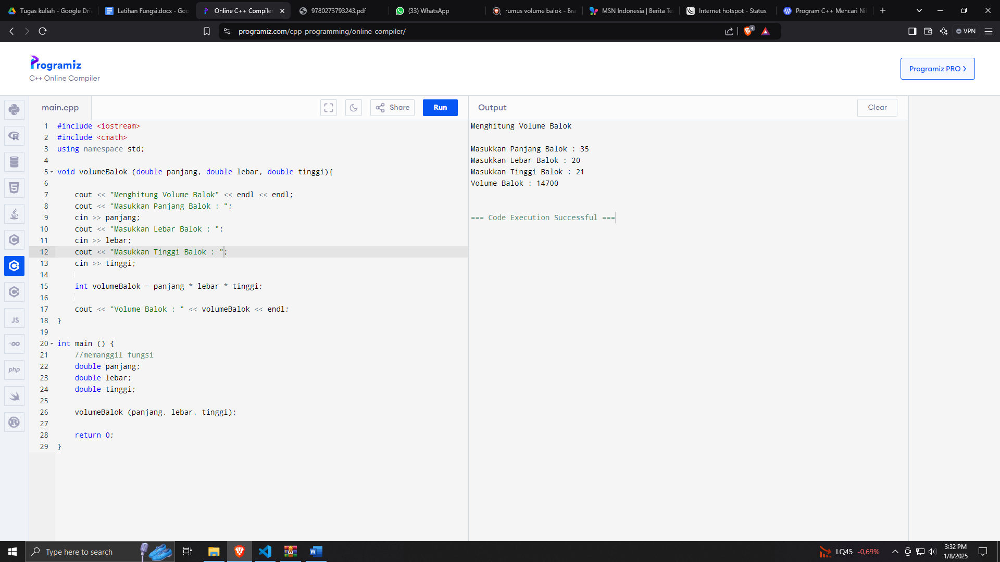 Tugas kuliah - Google Dri
Latihan Fungsi.docx - Goo
Online C++ Compiler
9780273793243.pdf
(33) WhatsApp
rumus volume balok - Bra
MSN Indonesia | Berita Te
Internet hotspot - Status
Program C++ Mencari Nil
programiz.com/cpp-programming/online-compiler/
4
VPN
Programiz
C++ Online Compiler
Programiz PRO
main.cpp
Share
Run
Output
Clear
1 #include <iostream>
2 #include <cmath>
3 using namespace std;
4
5 void volumeBalok (double panjang, double lebar, double tinggi){
6
7 cout << "Menghitung Volume Balok" << endl << endl;
8 cout << "Masukkan Panjang Balok : ";
9 cin >> panjang;
10 cout << "Masukkan Lebar Balok : ";
11 cin >> lebar;
12 cout << "Masukkan Tinggi Balok : ";
13 cin >> tinggi;
14
15 int volumeBalok = panjang * lebar * tinggi;
16
17 cout << "Volume Balok : " << volumeBalok << endl;
18 }
19
20 int main () {
21 //memanggil fungsi
22 double panjang;
23 double lebar;
24 double tinggi;
25
26 volumeBalok (panjang, lebar, tinggi);
27
28 return 0;
29 }
Menghitung Volume Balok
Masukkan Panjang Balok : 35
Masukkan Lebar Balok : 20
Masukkan Tinggi Balok : 21
Volume Balok : 14700
=== Code Execution Successful ===
JS
GO
php
Type here to search
LQ45 -0,69%
3:32 PM
1/8/2025